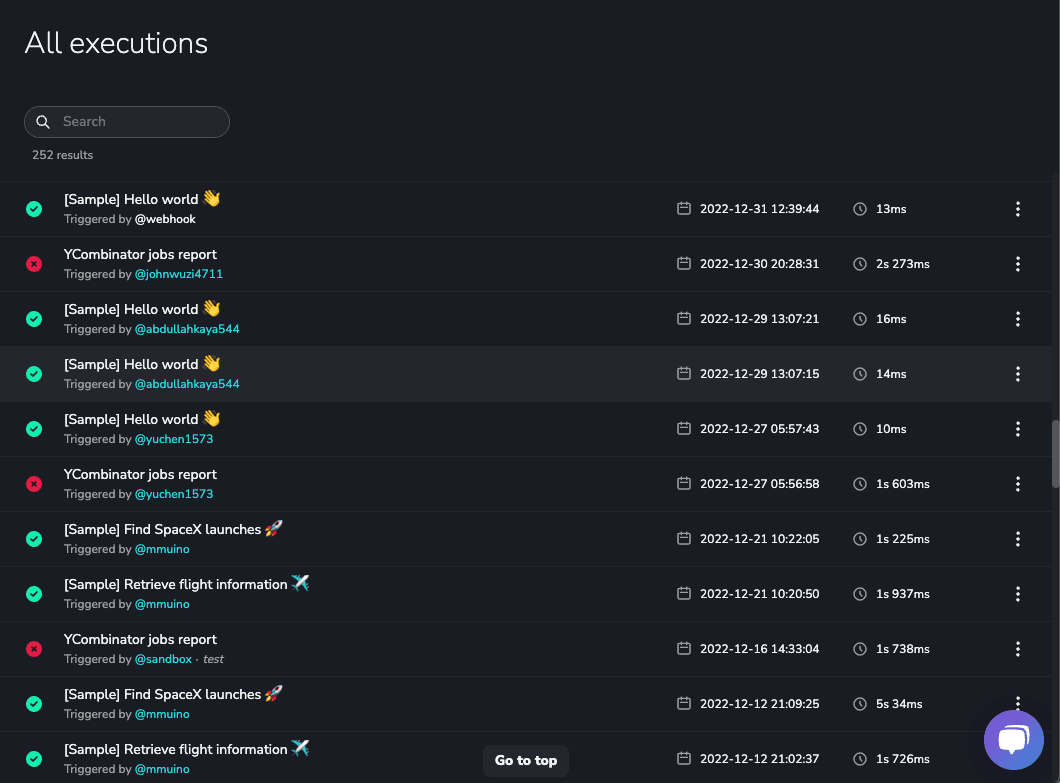 All executions
Search
252 results
[Sample] Hello world 👋
Triggered by @webhook
2022-12-31 12:39:44
13ms
YCombinator jobs report
Triggered by @johnwuzi4711
2022-12-30 20:28:31
2s 273ms
[Sample] Hello world 👋
Triggered by @abdullahkaya544
2022-12-29 13:07:21
16ms
[Sample] Hello world 👋
Triggered by @abdullahkaya544
2022-12-29 13:07:15
14ms
[Sample] Hello world 👋
Triggered by @yuchen1573
2022-12-27 05:57:43
10ms
YCombinator jobs report
Triggered by @yuchen1573
2022-12-27 05:56:58
1s 603ms
[Sample] Find SpaceX launches 🚀
Triggered by @mmuino
2022-12-21 10:22:05
1s 225ms
[Sample] Retrieve flight information ✈️
Triggered by @mmuino
2022-12-21 10:20:50
1s 937ms
YCombinator jobs report
Triggered by @sandbox · test
2022-12-16 14:33:04
1s 738ms
[Sample] Find SpaceX launches 🚀
Triggered by @mmuino
2022-12-12 21:09:25
5s 34ms
[Sample] Retrieve flight information ✈️
Triggered by @mmuino
2022-12-12 21:02:37
1s 726ms
Go to top